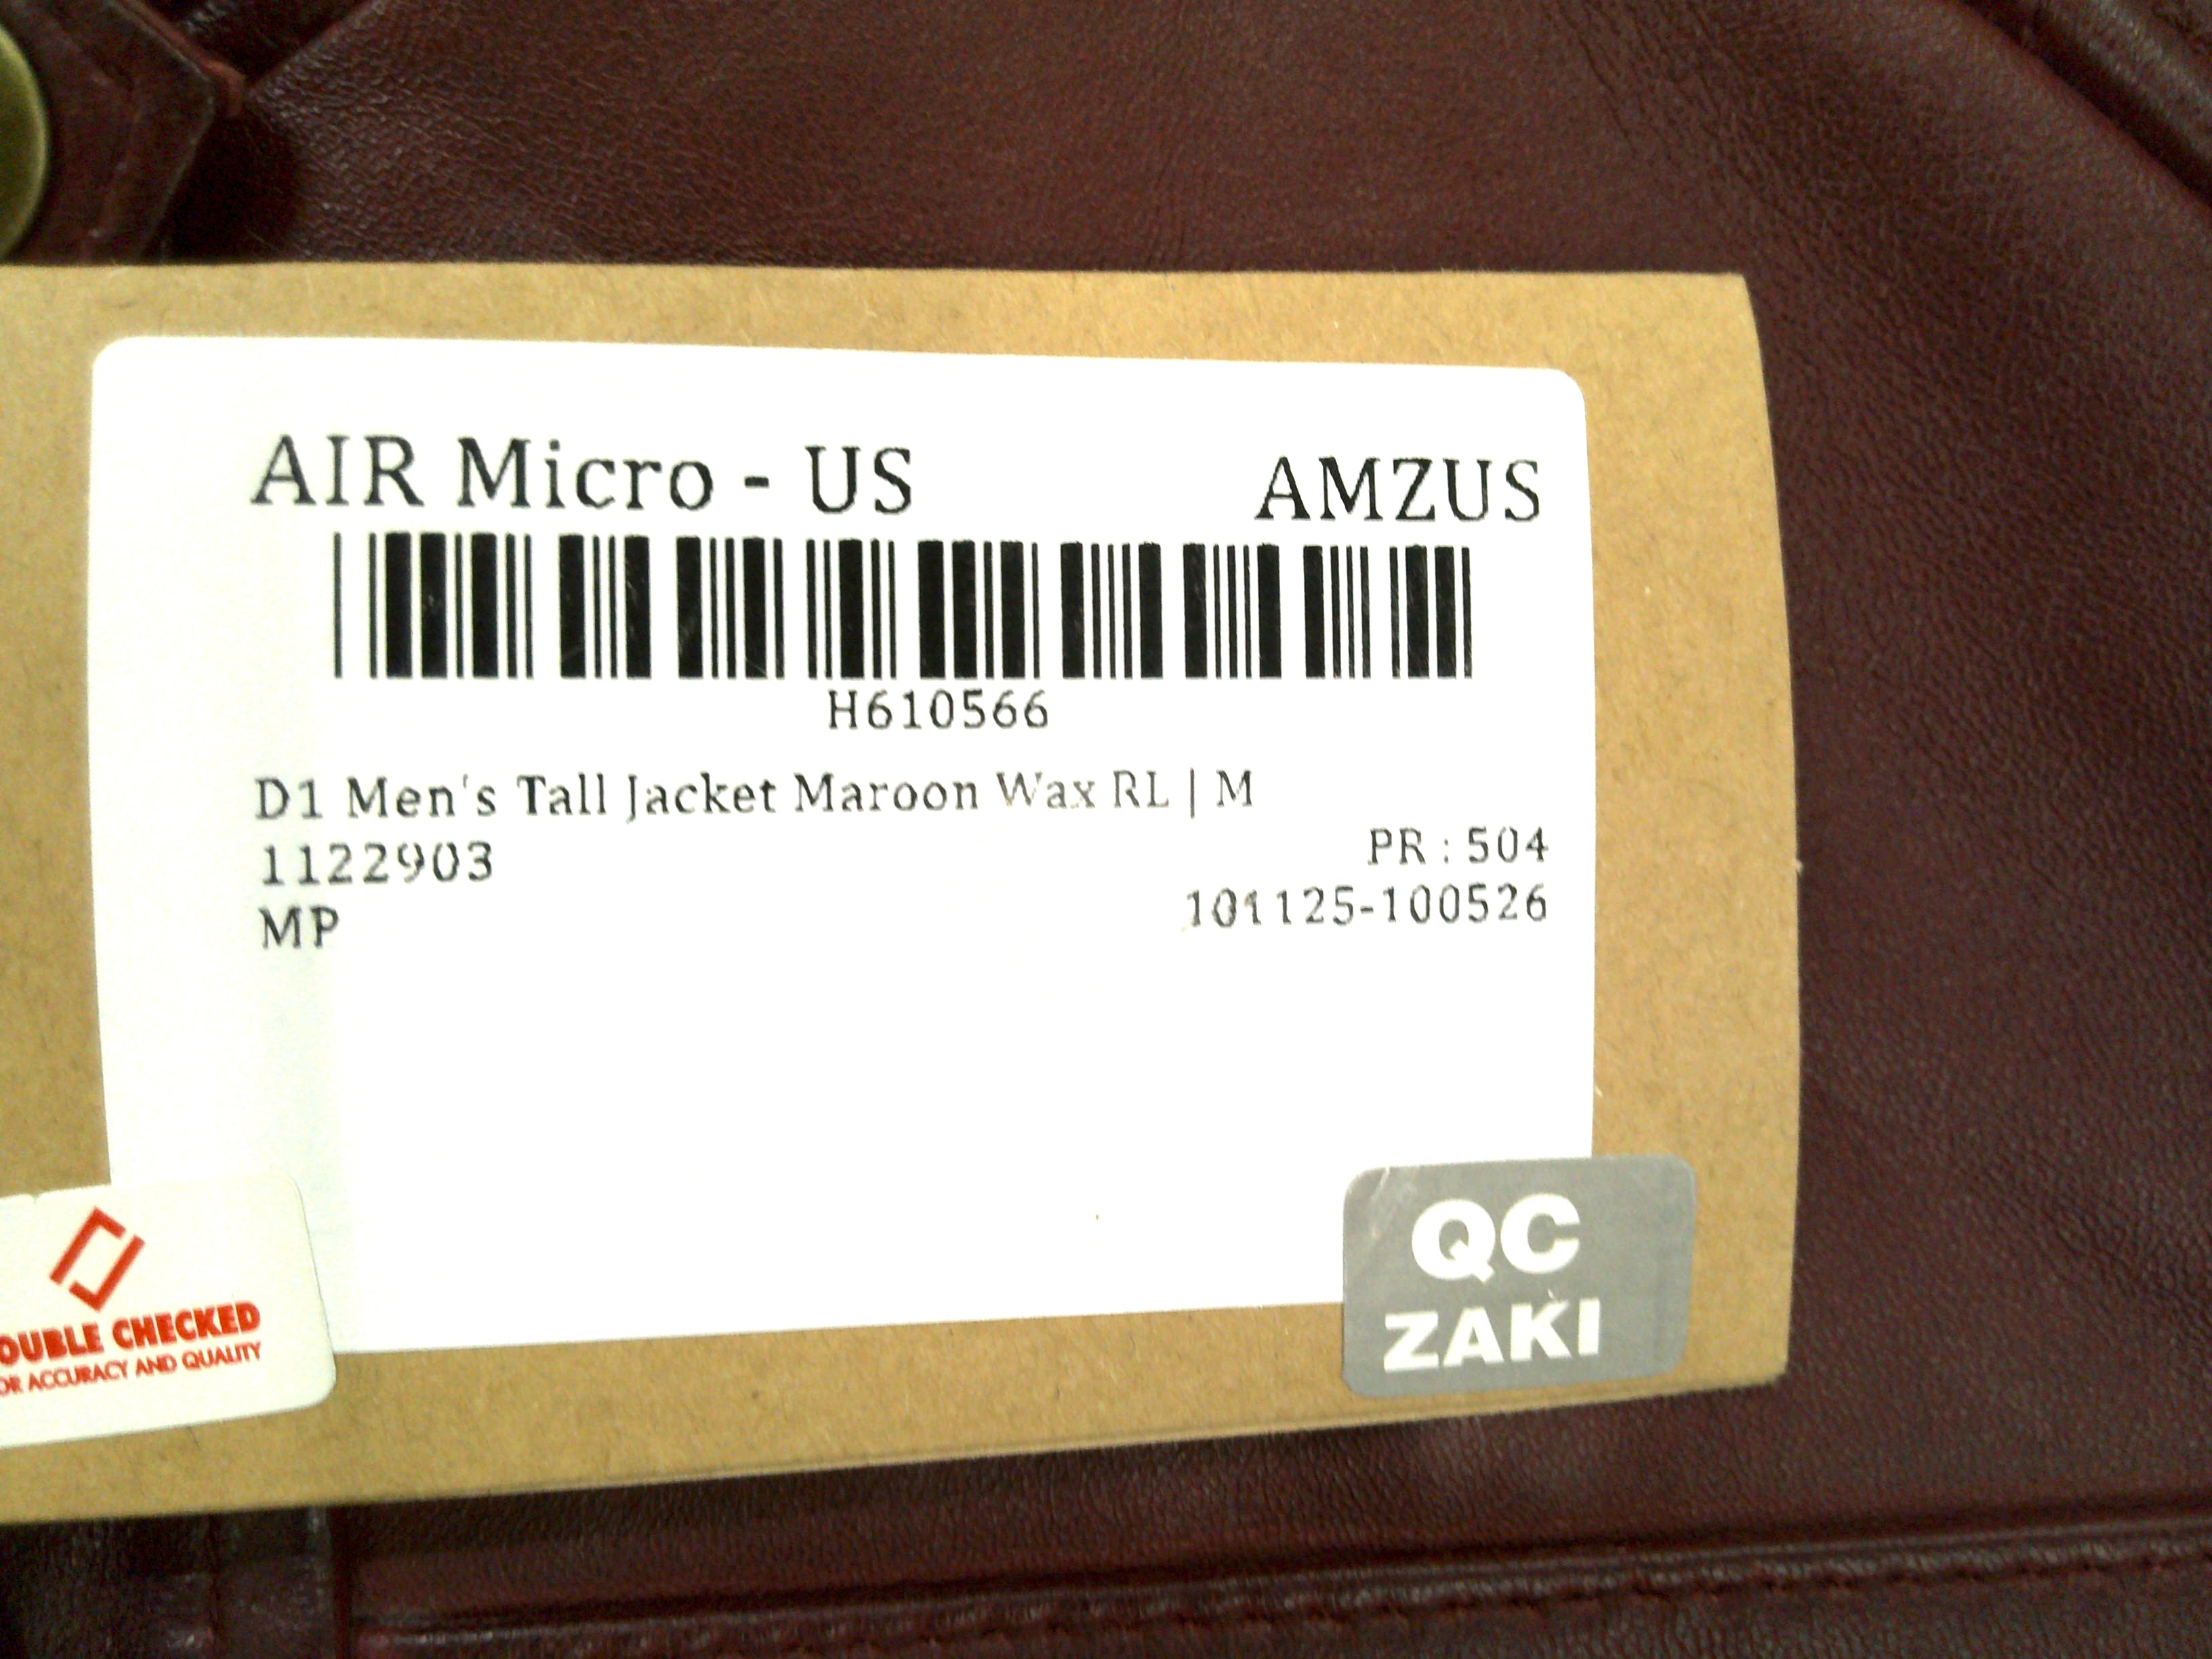 AIR Micro - US AMZUS
H610566
D1 Men's Tall Jacket Maroon Wax RL | M
1122903 PR : 504
MP 101125-100526
QC
ZAKI
OUBLE CHECKED
OR ACCURACY AND QUALITY